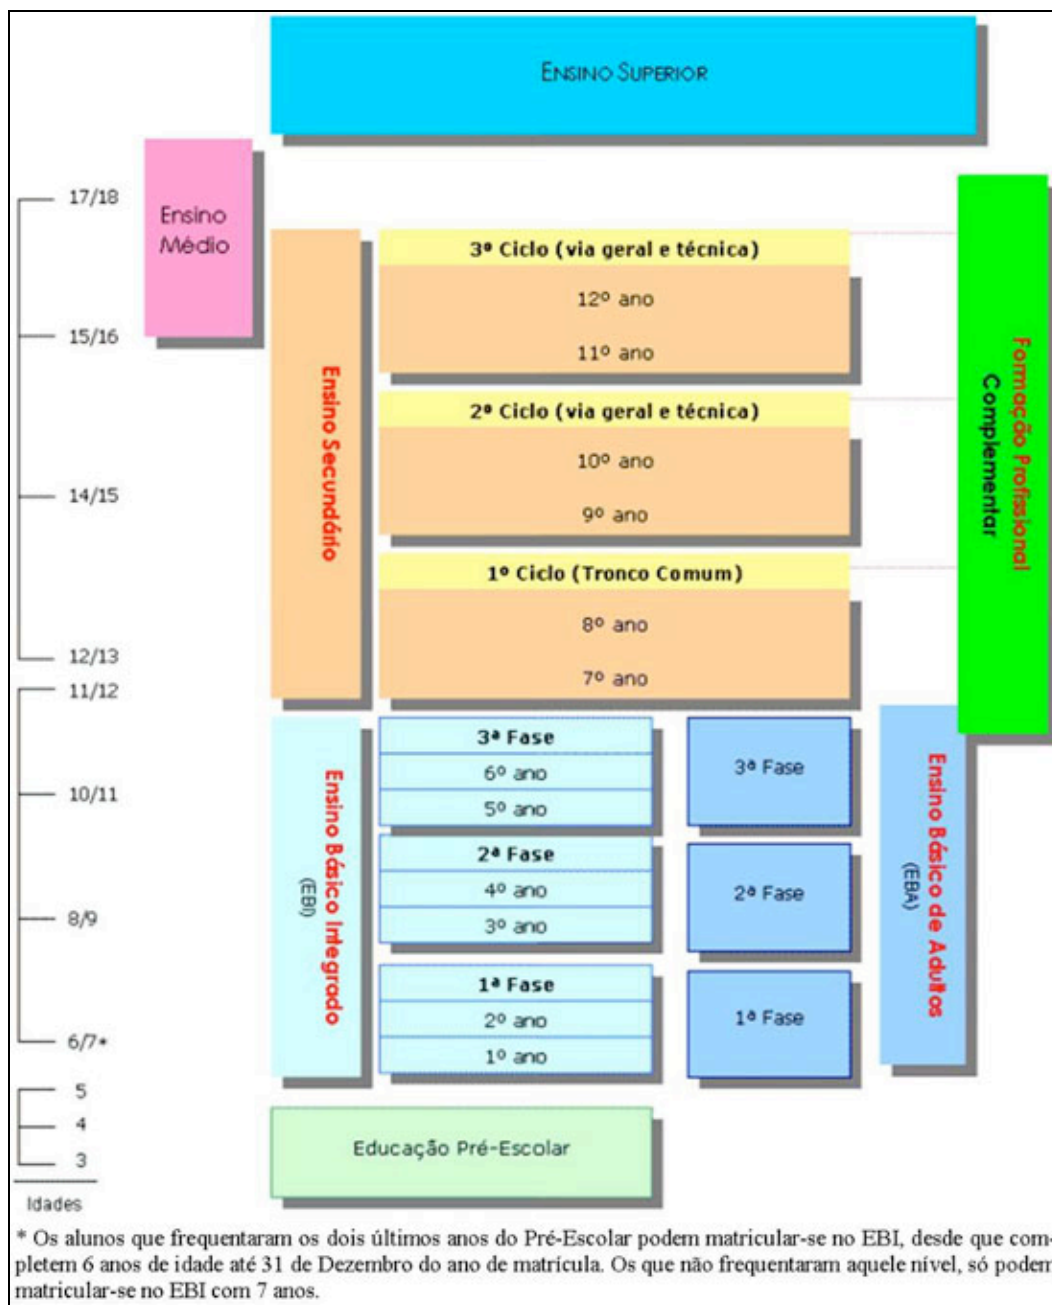 ENSINO SUPERIOR
17/18
Ensino
Médio
15/16
14/15
12/13
11/12
10/11
8/9
6/7*
5
4
3
Idades
Ensino Secundário
3º Ciclo (via geral e técnica)
12º ano
11º ano
2º Ciclo (via geral e técnica)
10º ano
9º ano
1º Ciclo (Tronco Comum)
8º ano
7º ano
Formação Profissional
Complementar
Ensino Básico Integrado
(EBI)
3ª Fase
6º ano
5º ano
2ª Fase
4º ano
3º ano
1ª Fase
2º ano
1º ano
3ª Fase
2ª Fase
1ª Fase
Ensino Básico de Adultos
(EBA)
Educação Pré-Escolar
* Os alunos que frequentaram os dois últimos anos do Pré-Escolar podem matricular-se no EBI, desde que com-
pletem 6 anos de idade até 31 de Dezembro do ano de matrícula. Os que não frequentaram aquele nível, só podem
matricular-se no EBI com 7 anos.